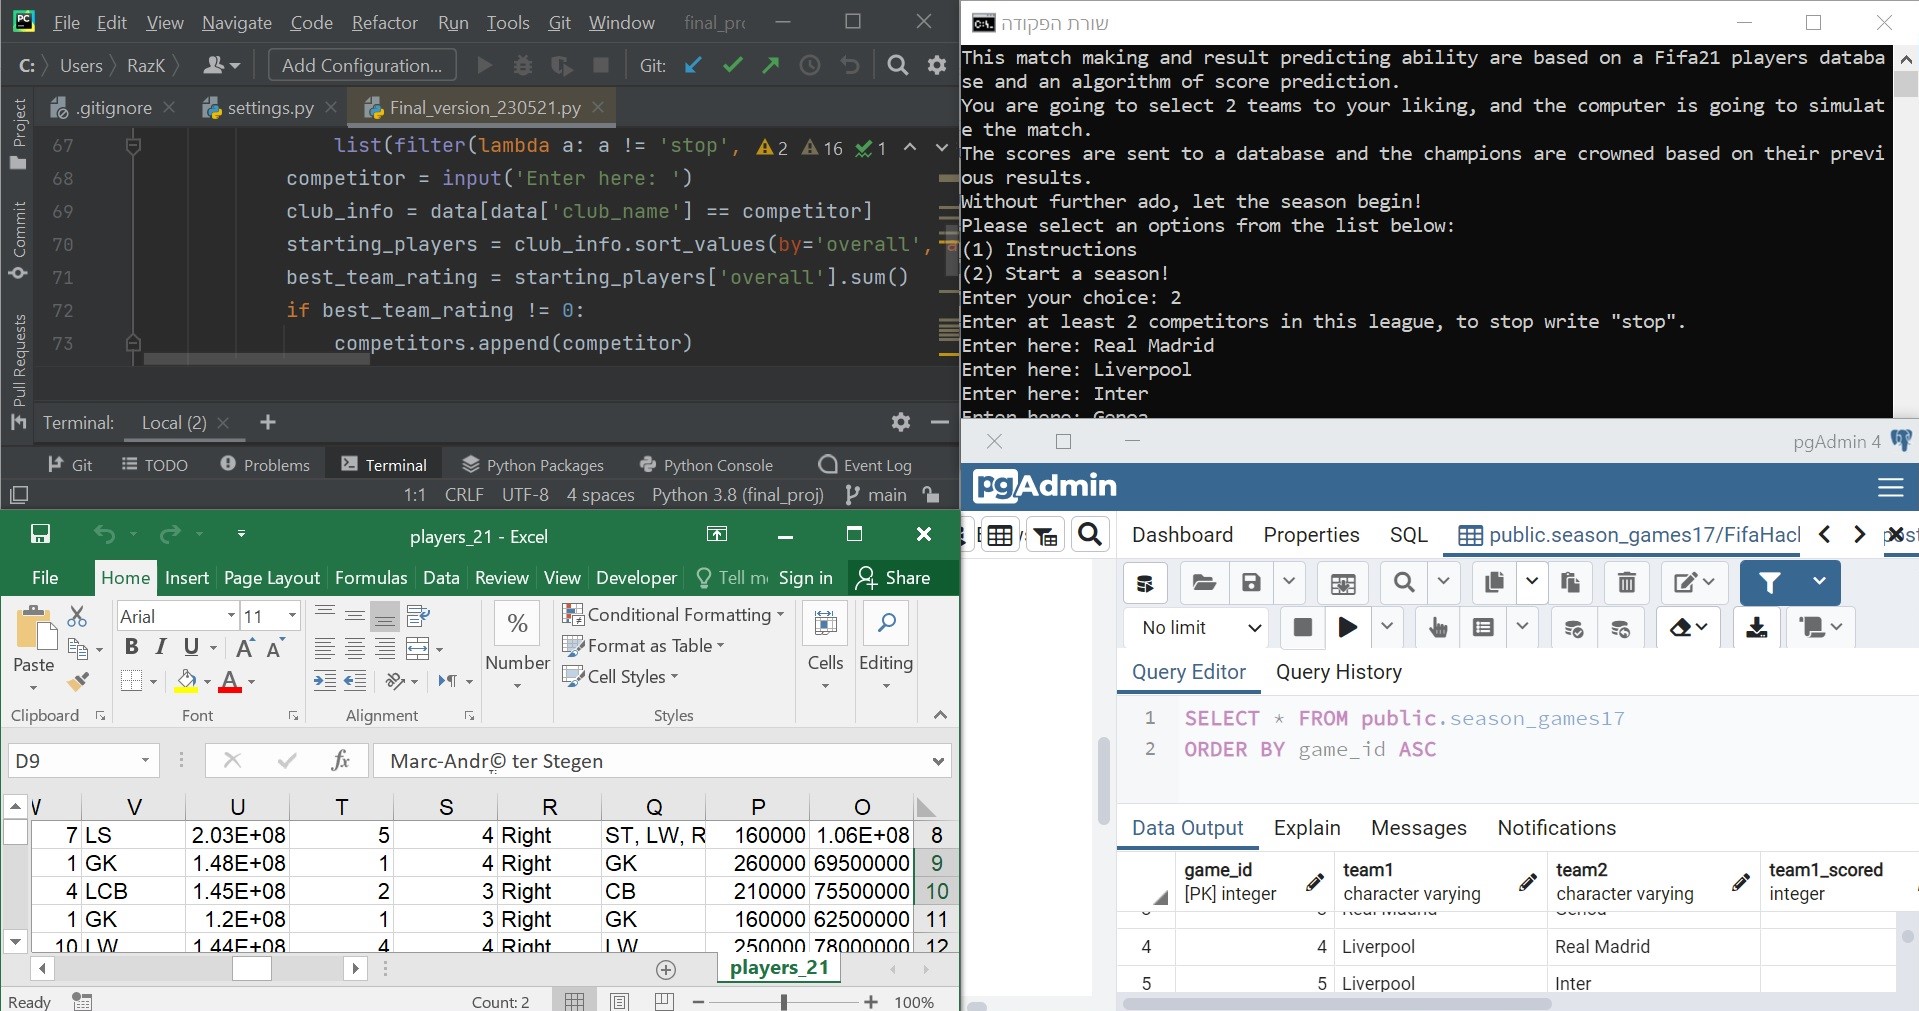 PC File Edit View Navigate Code Refactor Run Tools Git Window final_prc
C: Users RazK Add Configuration... Git:
.gitignore settings.py Final_version_230521.py
Project
Commit
Pull Requests
67 list(filter(lambda a: a != 'stop', 2 16 1
68 competitor = input('Enter here: ')
69 club_info = data[data['club_name'] == competitor]
70 starting_players = club_info.sort_values(by='overall', a
71 best_team_rating = starting_players['overall'].sum()
72 if best_team_rating != 0:
73 competitors.append(competitor)
Terminal: Local (2) +
Git TODO Problems Terminal Python Packages Python Console Event Log
1:1 CRLF UTF-8 4 spaces Python 3.8 (final_proj) main
C:\. שורת הפקודה
This match making and result predicting ability are based on a Fifa21 players databa
se and an algorithm of score prediction.
You are going to select 2 teams to your liking, and the computer is going to simulat
e the match.
The scores are sent to a database and the champions are crowned based on their previ
ous results.
Without further ado, let the season begin!
Please select an options from the list below:
(1) Instructions
(2) Start a season!
Enter your choice: 2
Enter at least 2 competitors in this league, to stop write "stop".
Enter here: Real Madrid
Enter here: Liverpool
Enter here: Inter
Enter here: Genoa
players_21 - Excel
File Home Insert Page Layout Formulas Data Review View Developer Tell me Sign in Share
Arial 11
B I U A A
Paste
% Number
Conditional Formatting
Format as Table
Cell Styles
Cells Editing
Clipboard Font Alignment Styles
D9 fx Marc-Andr© ter Stegen
V U T S R Q P O
7 LS 2.03E+08 5 4 Right ST, LW, R 160000 1.06E+08 8
1 GK 1.48E+08 1 4 Right GK 260000 69500000 9
4 LCB 1.45E+08 2 3 Right CB 210000 75500000 10
1 GK 1.2E+08 1 3 Right GK 160000 62500000 11
10 LW 1.44E+08 4 4 Right LW 250000 78000000 12
players_21
Ready Count: 2 100%
pgAdmin 4
pgAdmin
Dashboard Properties SQL public.season_games17/FifaHacl
No limit
Query Editor Query History
1 SELECT * FROM public.season_games17
2 ORDER BY game_id ASC
Data Output Explain Messages Notifications
game_id team1 team2 team1_scored
[PK] integer character varying character varying integer
3 3 Real Madrid Genoa
4 4 Liverpool Real Madrid
5 5 Liverpool Inter